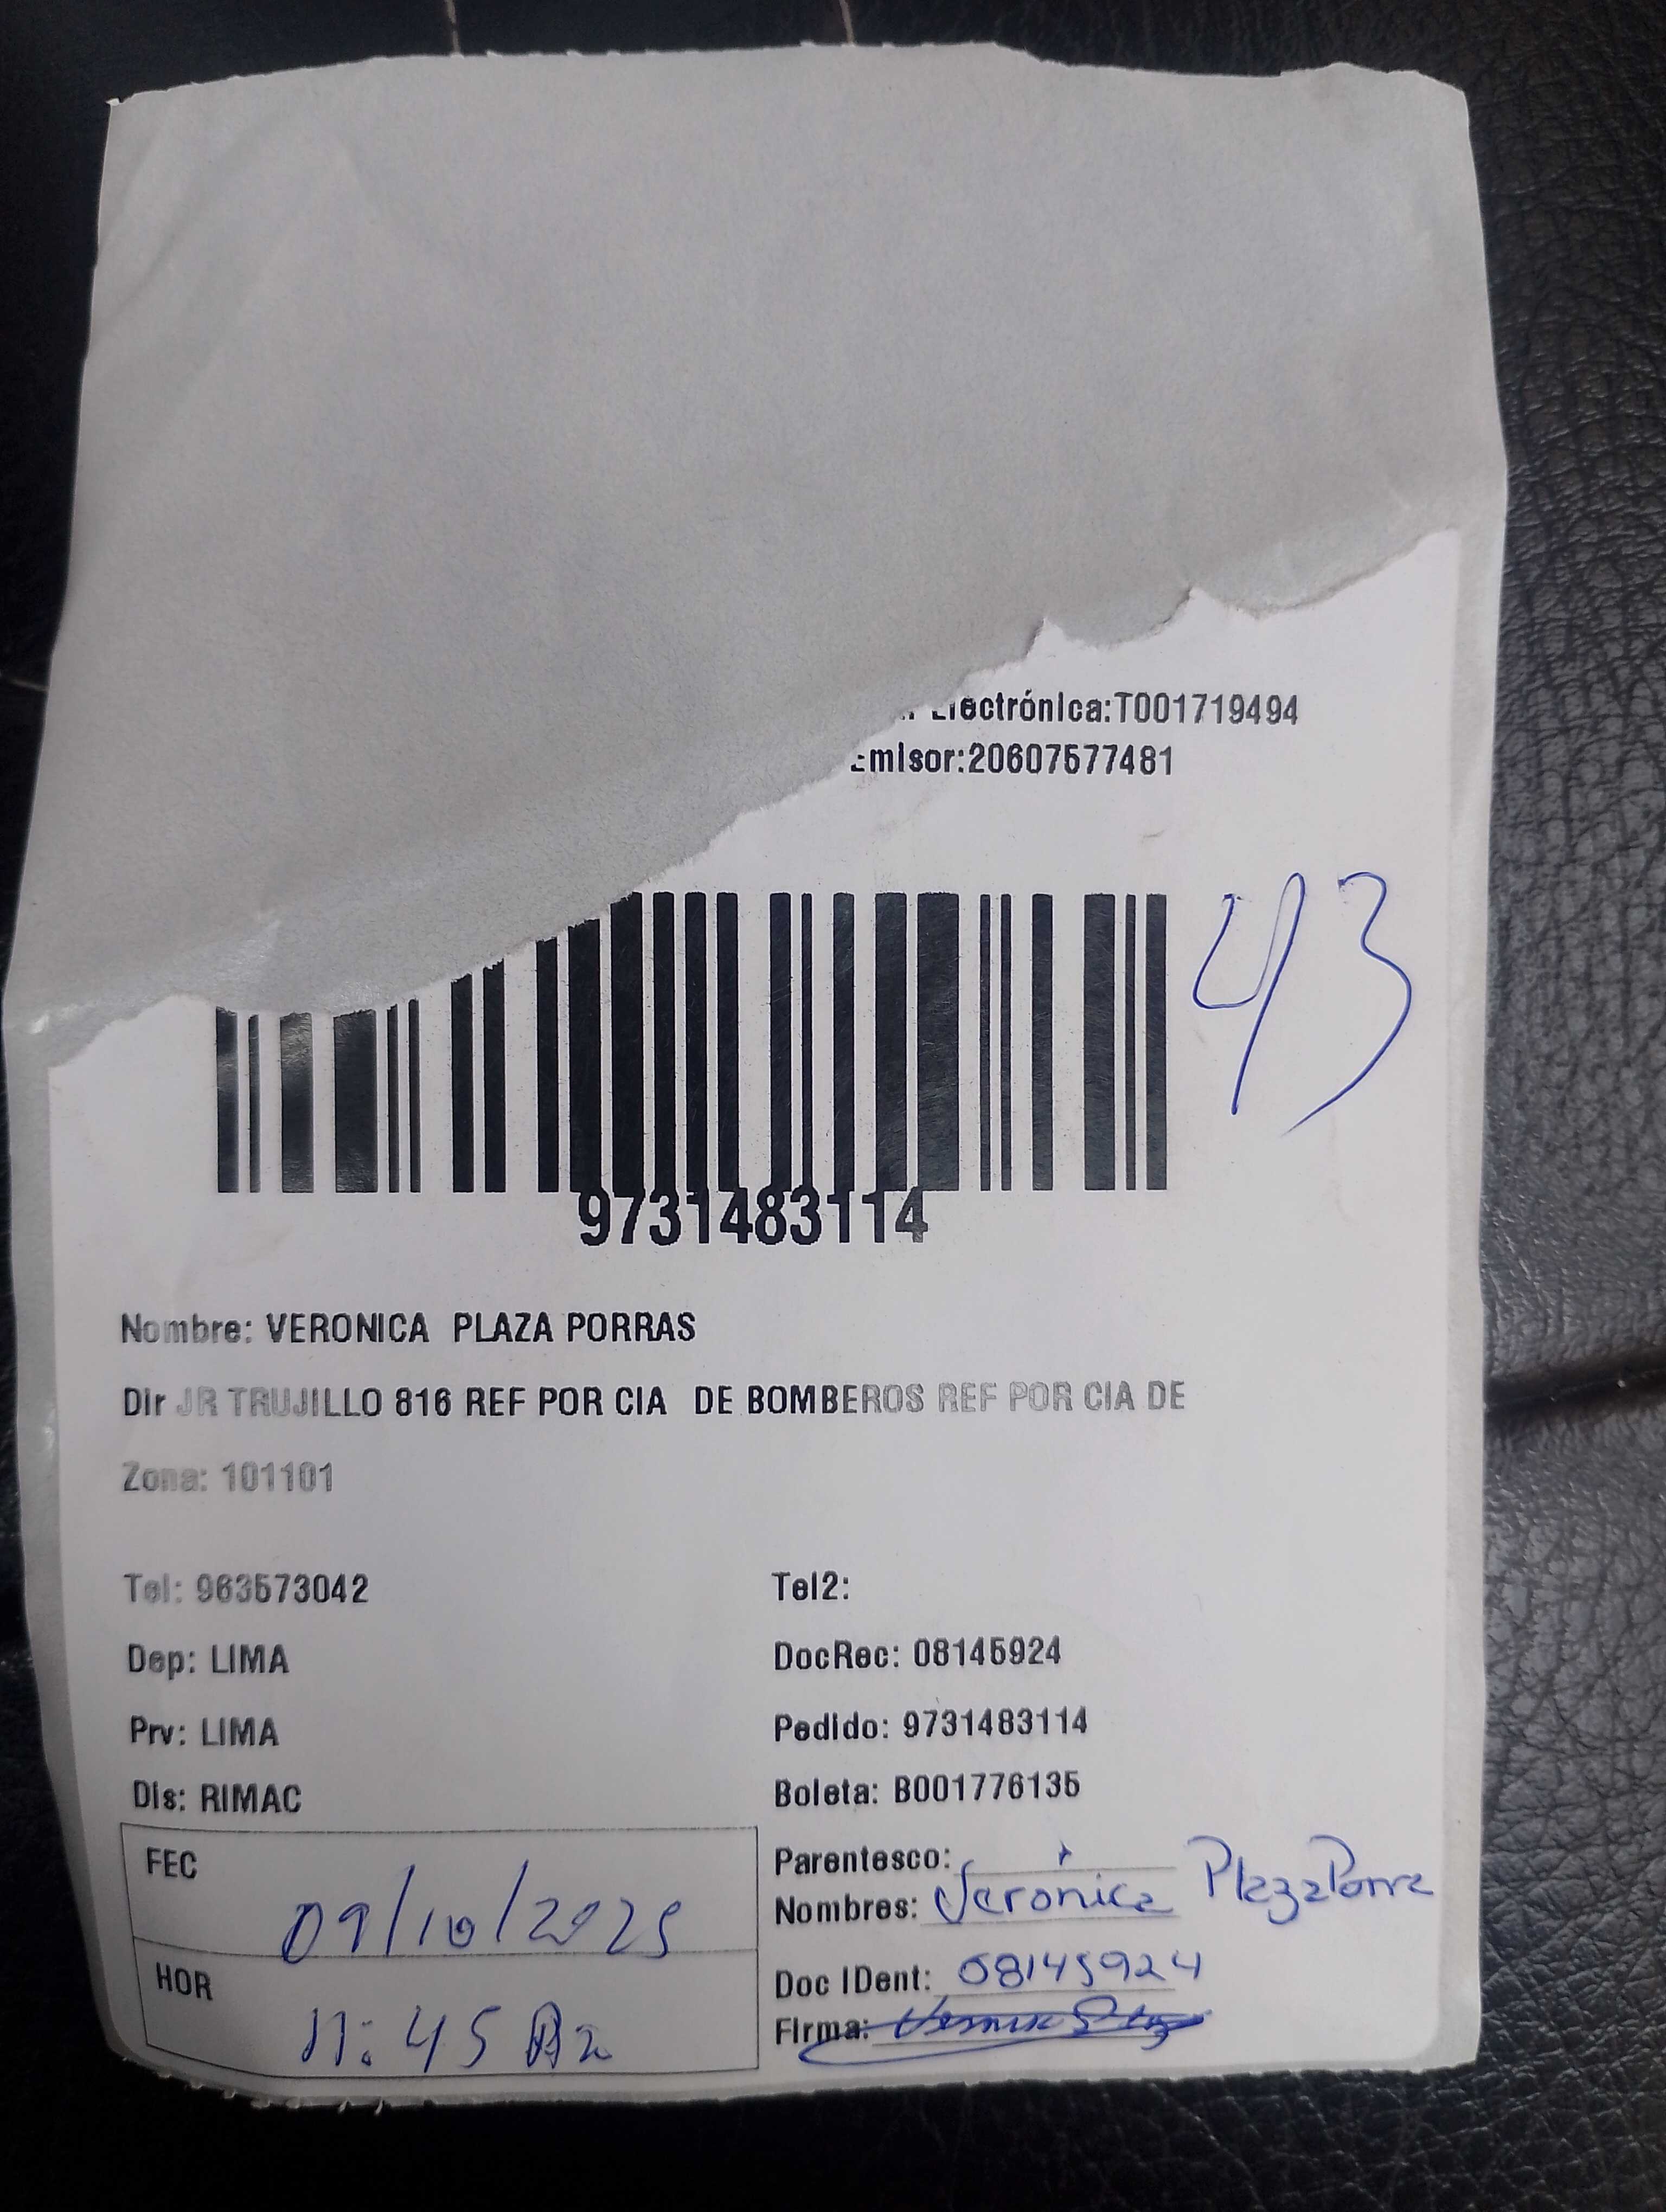 Electrónica:T001719494
Emisor:20607577481
43
9731483114
Nombre: VERONICA PLAZA PORRAS
Dir JR TRUJILLO 816 REF POR CIA DE BOMBEROS REF POR CIA DE
Zona: 101101
Tel: 963573042
Tel2:
Dep: LIMA
DocRec: 08145924
Prv: LIMA
Pedido: 9731483114
Dis: RIMAC
Boleta: B001776135
FEC
09/10/2025
HOR
11:45
Parentesco:
Nombres: Veronica Plaza Porra
Doc IDent: 08145924
Firma: